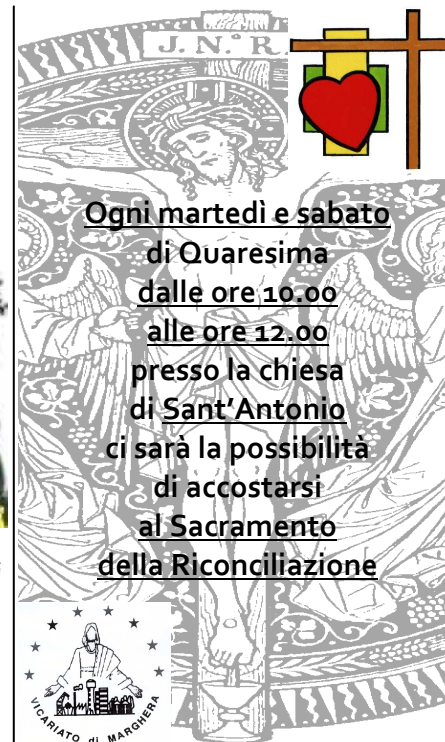 J. N. R.
Ogni martedì e sabato
di Quaresima
dalle ore 10.00
alle ore 12.00
presso la chiesa
di Sant'Antonio
ci sarà la possibilità
di accostarsi
al Sacramento
della Riconciliazione
VICARIATO di MARGHERA